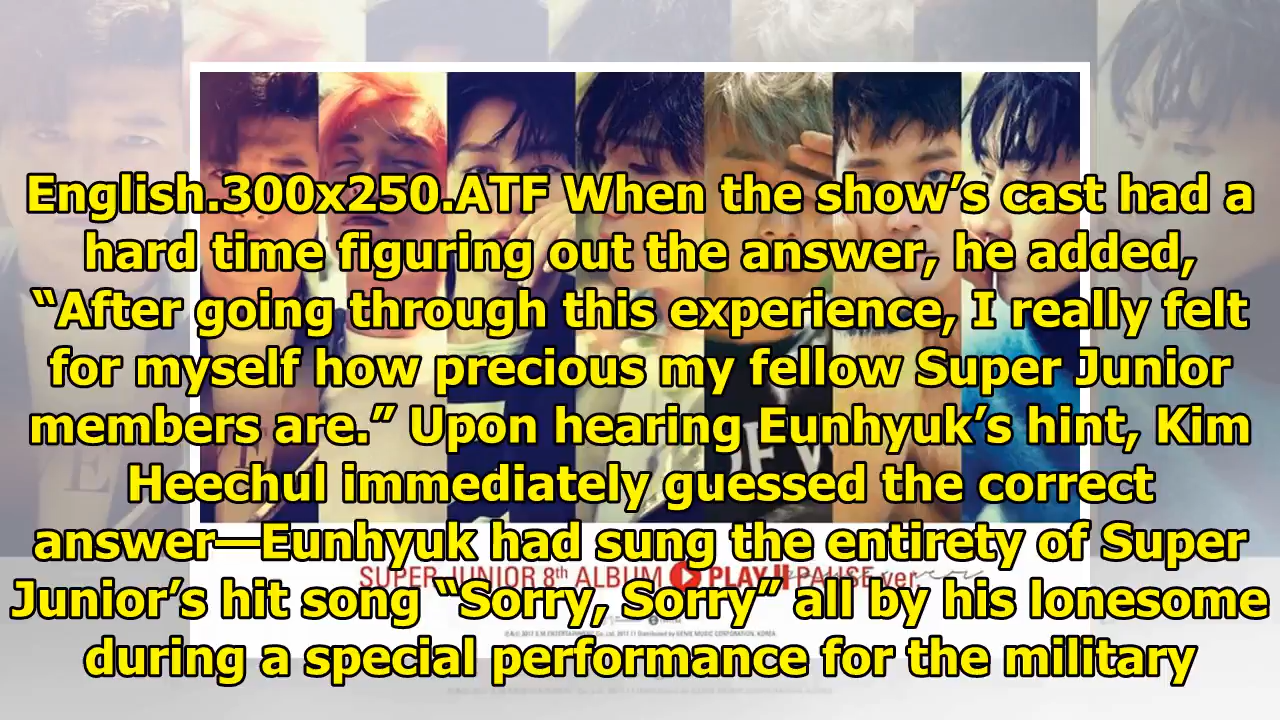 English.300x250.ATF When the show’s cast had a
hard time figuring out the answer, he added,
“After going through this experience, I really felt
for myself how precious my fellow Super Junior
members are.” Upon hearing Eunhyuk’s hint, Kim
Heechul immediately guessed the correct
answer—Eunhyuk had sung the entirety of Super
SUPER JUNIOR 8th ALBUM PLAY II PAUSE ver
Junior’s hit song “Sorry, Sorry” all by his lonesome
during a special performance for the military